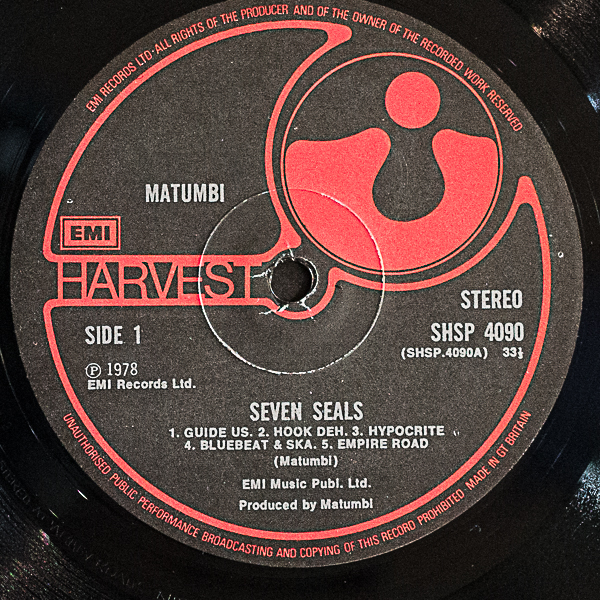 EMI RECORDS LTD · ALL RIGHTS OF THE PRODUCER AND OF THE OWNER OF THE RECORDED WORK RESERVED
MATUMBI
EMI
HARVEST
STEREO
SIDE 1
SHSP 4090
(SHSP.4090A) 33⅓
Ⓟ 1978
EMI Records Ltd.
SEVEN SEALS
1. GUIDE US. 2. HOOK DEH. 3. HYPOCRITE
4. BLUEBEAT & SKA. 5. EMPIRE ROAD
(Matumbi)
EMI Music Publ. Ltd.
Produced by Matumbi
UNAUTHORISED PUBLIC PERFORMANCE BROADCASTING AND COPYING OF THIS RECORD PROHIBITED MADE IN GT BRITAIN